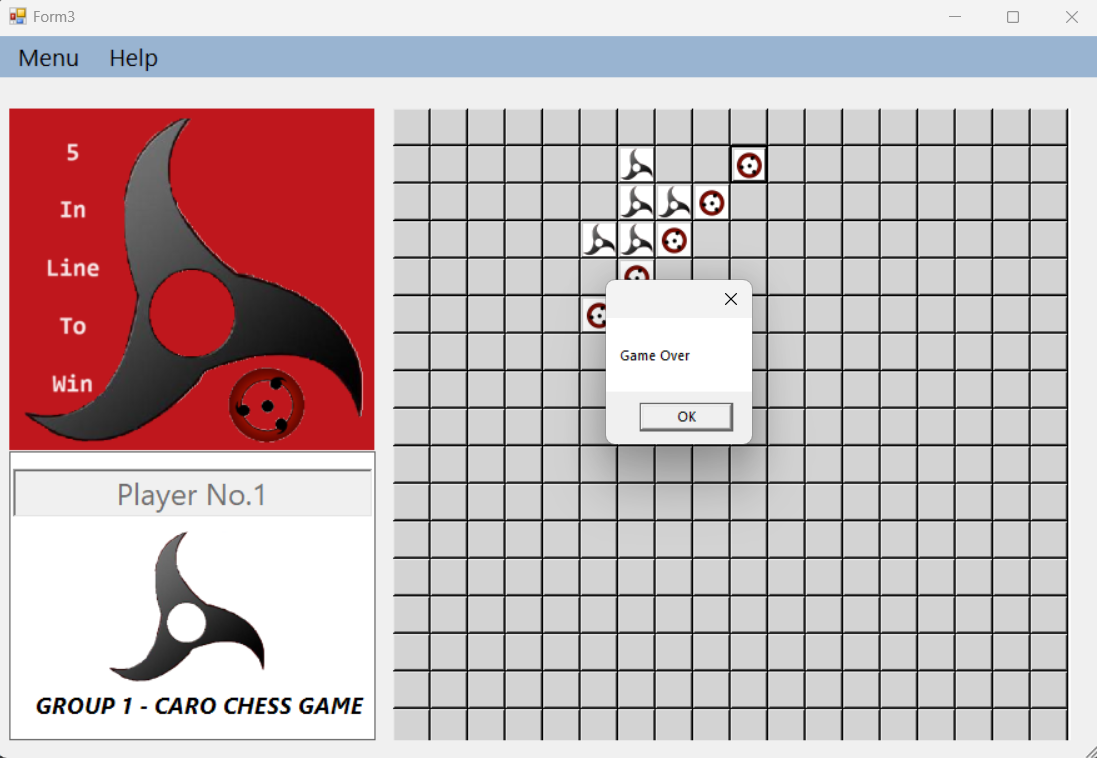 Form3
Menu Help
5
In
Line
To
Win
Player No.1
GROUP 1 - CARO CHESS GAME
Game Over
OK